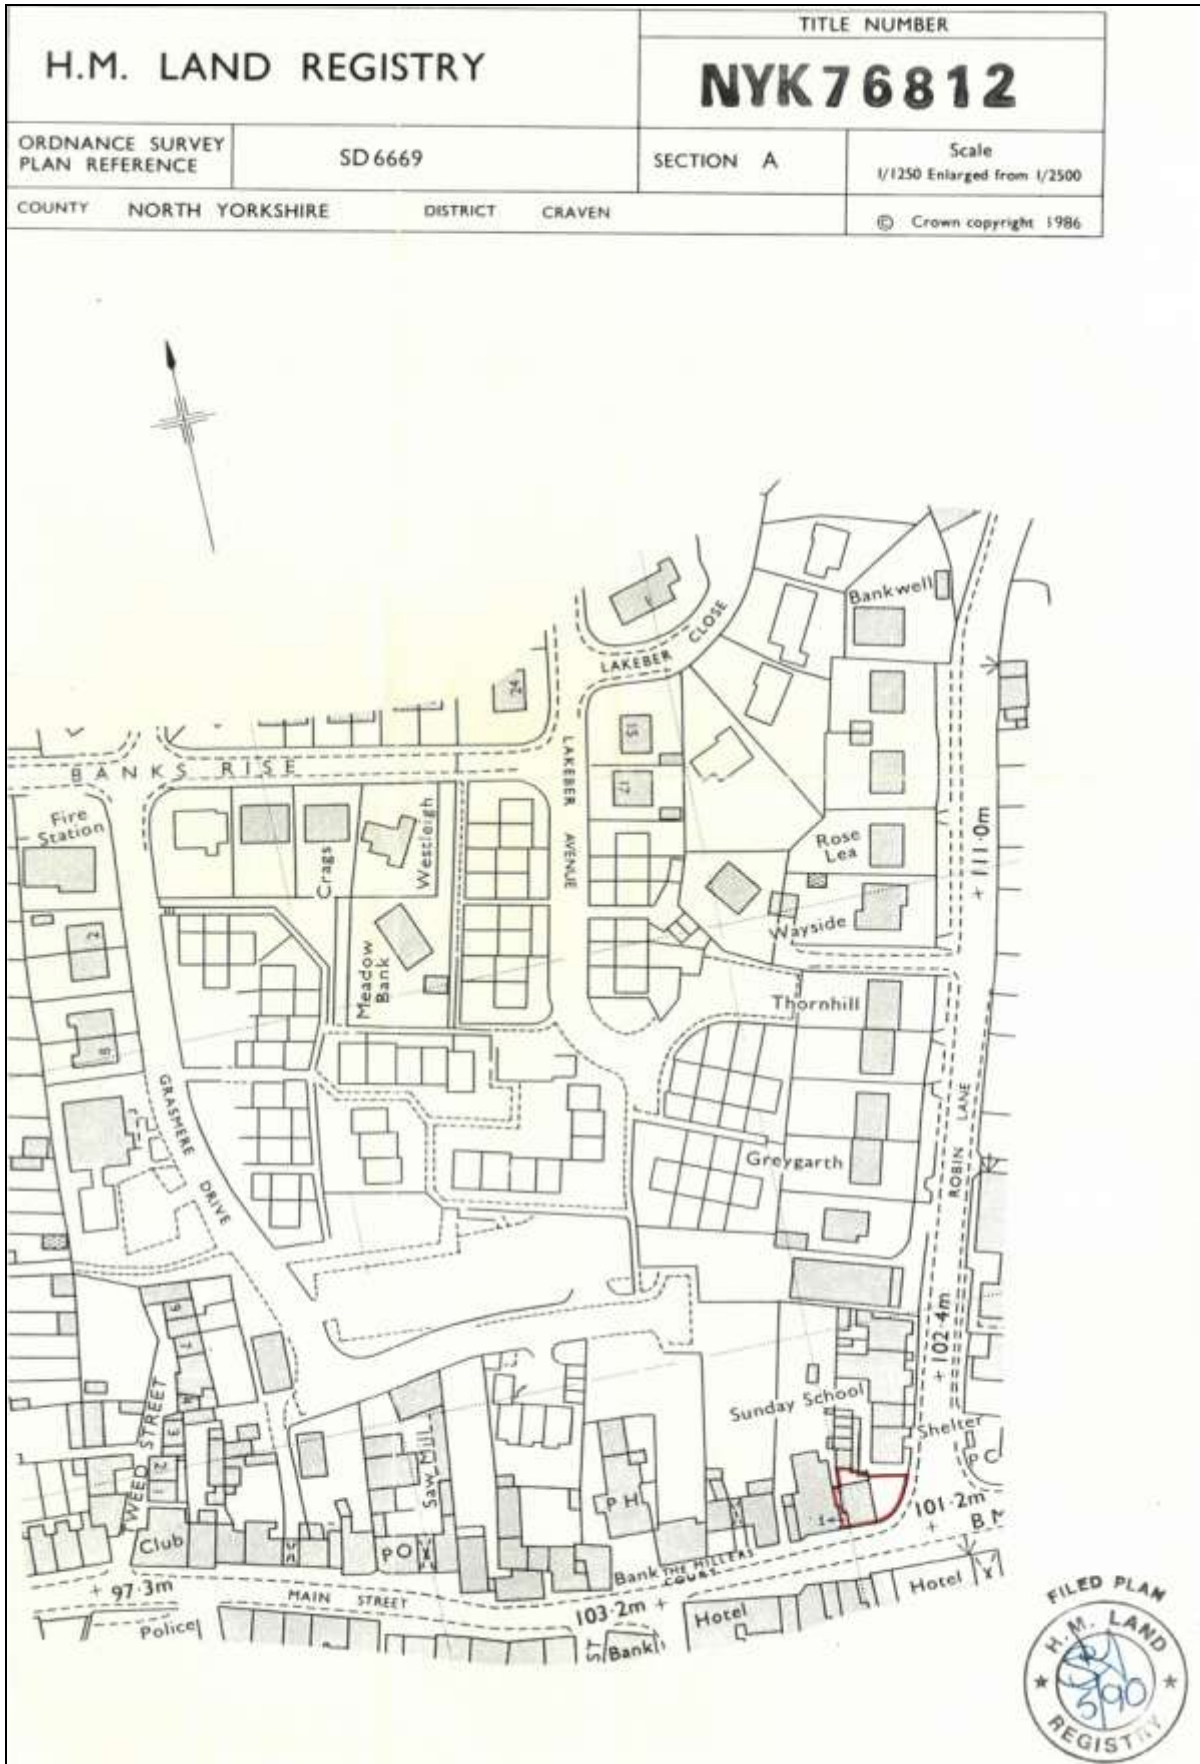 H.M. LAND REGISTRY
TITLE NUMBER
NYK76812
ORDNANCE SURVEY
PLAN REFERENCE
SD6669
SECTION A
Scale
1/1250 Enlarged from 1/2500
COUNTY NORTH YORKSHIRE DISTRICT CRAVEN
© Crown copyright 1986
Bankwell
LAKEBER CLOSE
24
15
17
BANKS RISE
LAKEBER AVENUE
Fire
Station
Crags
Westleigh
Rose
Lea
+ 111·0m
2
Meadow
Bank
Wayside
Thornhill
8
GRASMERE DRIVE
Greygarth
ROBIN LANE
+ 102·4m
Sunday School
Shelter
PC
TWEED STREET
Saw Mill
PH
101·2m
+
BM
Club
PO
Bank
THE MILLERS
COURT
Hotel
+ 97·3m
MAIN STREET
103·2m +
Hotel
Police
ST
Bank
FILED PLAN
H.M. LAND
REGISTRY